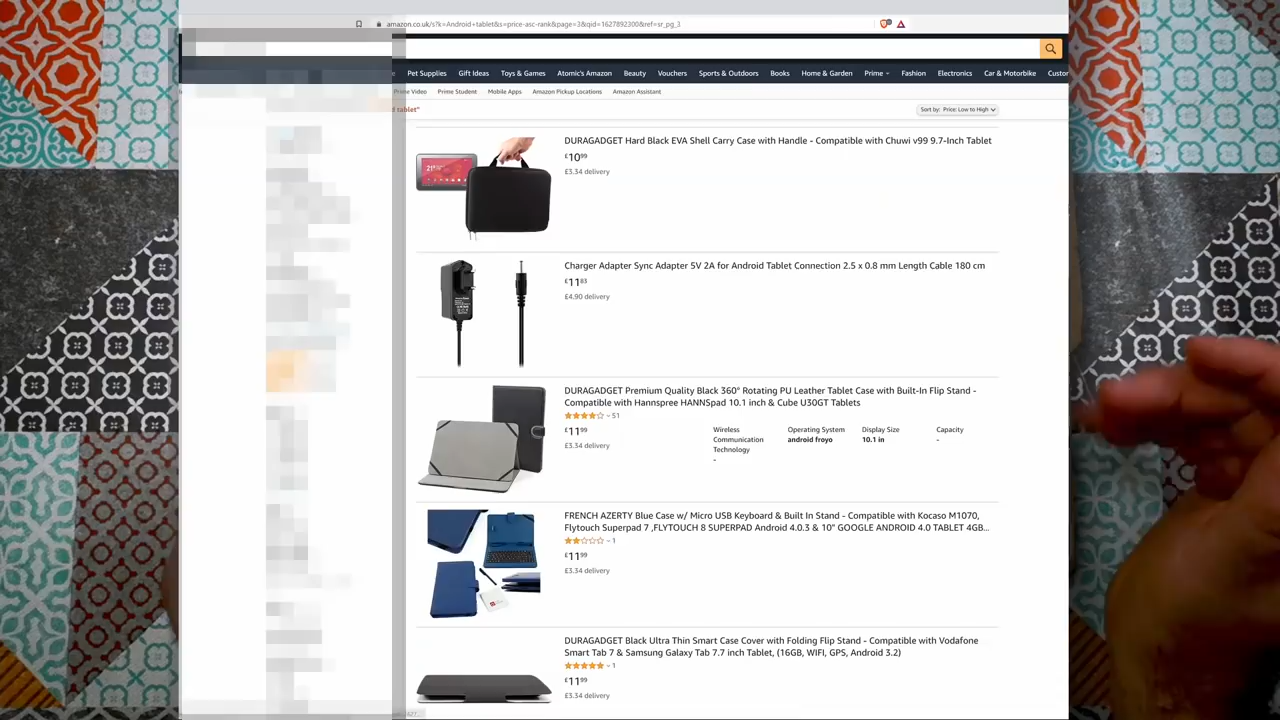 amazon.co.uk/s?k=Android+tablet&s=price-asc-rank&page=3&qid=1627892300&ref=sr_pg_3
Pet Supplies Gift Ideas Toys & Games Atomic's Amazon Beauty Vouchers Sports & Outdoors Books Home & Garden Prime Fashion Electronics Car & Motorbike Custor
Prime Video Prime Student Mobile Apps Amazon Pickup Locations Amazon Assistant
d tablet"
Sort by: Price: Low to High
DURAGADGET Hard Black EVA Shell Carry Case with Handle - Compatible with Chuwi v99 9.7-Inch Tablet
£10⁹⁹
£3.34 delivery
Charger Adapter Sync Adapter 5V 2A for Android Tablet Connection 2.5 x 0.8 mm Length Cable 180 cm
£11⁸³
£4.90 delivery
DURAGADGET Premium Quality Black 360° Rotating PU Leather Tablet Case with Built-In Flip Stand -
Compatible with Hannspree HANNSpad 10.1 inch & Cube U30GT Tablets
51
£11⁹⁹
£3.34 delivery
Wireless Operating System Display Size Capacity
Communication android froyo 10.1 in -
Technology
-
FRENCH AZERTY Blue Case w/ Micro USB Keyboard & Built In Stand - Compatible with Kocaso M1070,
Flytouch Superpad 7 ,FLYTOUCH 8 SUPERPAD Android 4.0.3 & 10" GOOGLE ANDROID 4.0 TABLET 4GB...
1
£11⁹⁹
£3.34 delivery
DURAGADGET Black Ultra Thin Smart Case Cover with Folding Flip Stand - Compatible with Vodafone
Smart Tab 7 & Samsung Galaxy Tab 7.7 inch Tablet, (16GB, WIFI, GPS, Android 3.2)
1
£11⁹⁹
£3.34 delivery